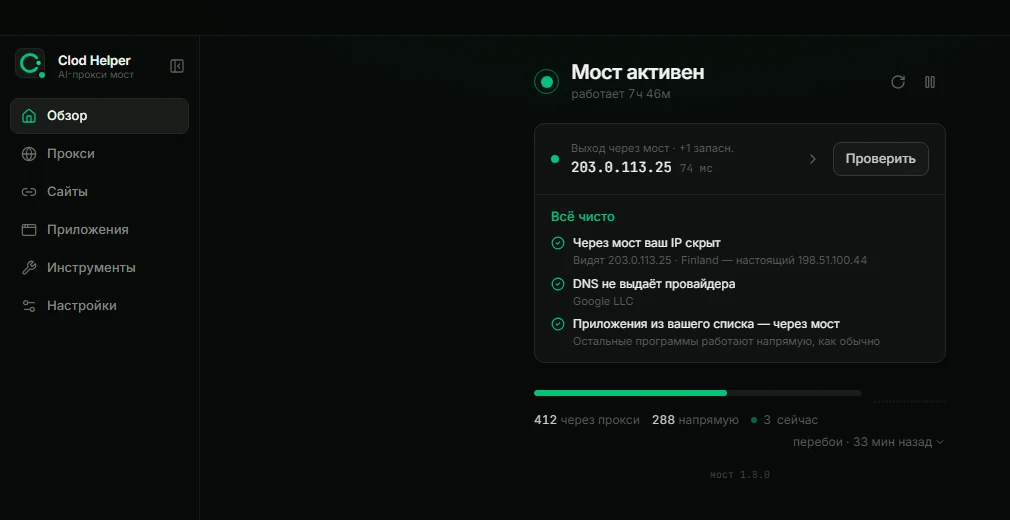 Clod Helper
AI-прокси мост
Обзор
Прокси
Сайты
Приложения
Инструменты
Настройки
Мост активен
работает 7ч 46м
Выход через мост · +1 запасн.
203.0.113.25 74 мс
Проверить
Всё чисто
Через мост ваш IP скрыт
Видят 203.0.113.25 · Finland — настоящий 198.51.100.44
DNS не выдаёт провайдера
Google LLC
Приложения из вашего списка — через мост
Остальные программы работают напрямую, как обычно
412 через прокси 288 напрямую 3 сейчас
перебои · 33 мин назад
мост 1.8.0